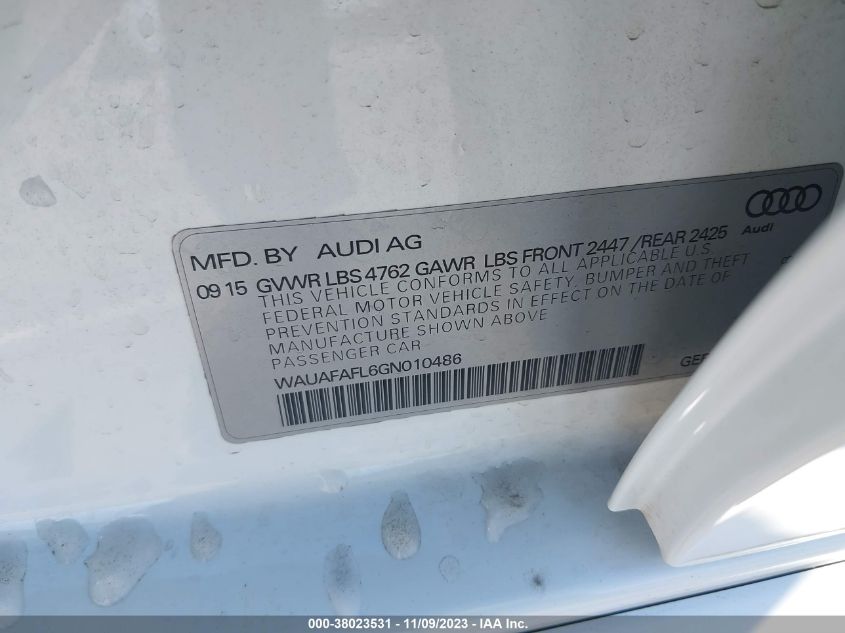 Audi
MFD. BY AUDI AG
09 15 GVWR LBS 4762 GAWR LBS FRONT 2447 /REAR 2425
THIS VEHICLE CONFORMS TO ALL APPLICABLE U.S.
FEDERAL MOTOR VEHICLE SAFETY, BUMPER AND THEFT
PREVENTION STANDARDS IN EFFECT ON THE DATE OF
MANUFACTURE SHOWN ABOVE
PASSENGER CAR
WAUAFAFL6GN010486
000-38023531 - 11/09/2023 - IAA Inc.